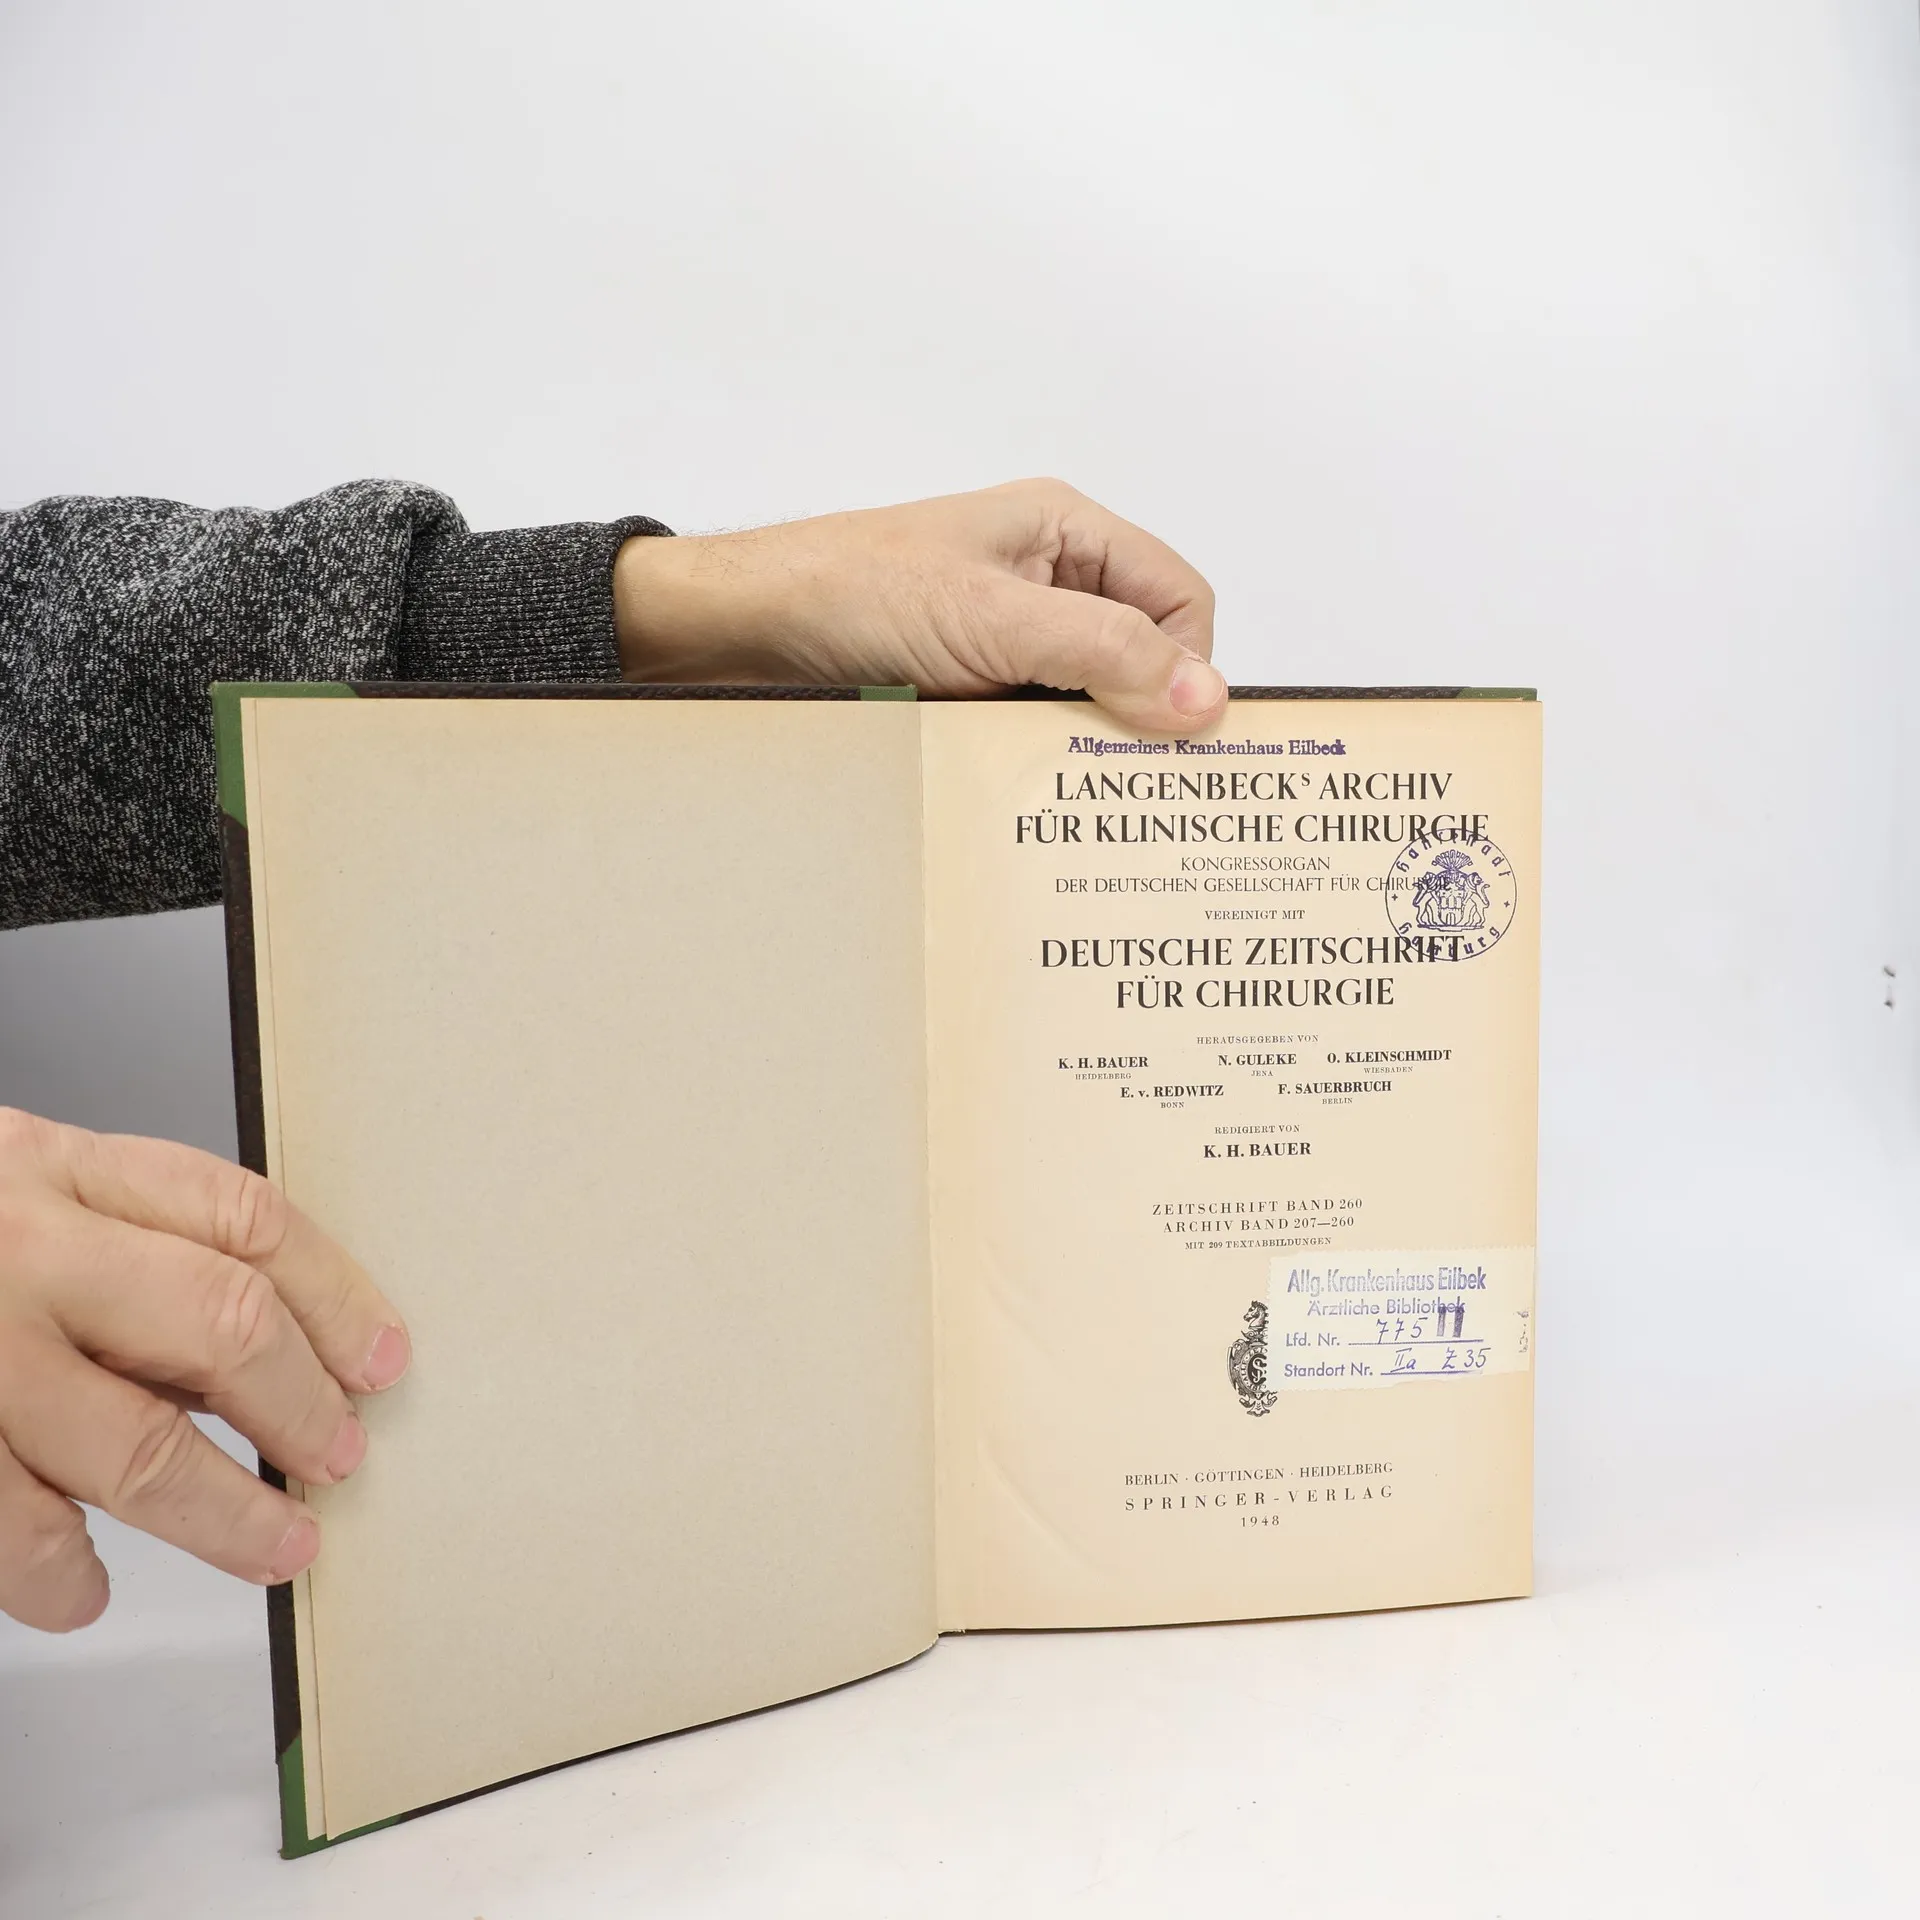 Allgemeines Krankenhaus Eilbeck
LANGENBECKS ARCHIV
FÜR KLINISCHE CHIRURGIE
KONGRESSORGAN
DER DEUTSCHEN GESELLSCHAFT FÜR CHIRURGIE
Hansestadt
Hamburg
VEREINIGT MIT
DEUTSCHE ZEITSCHRIFT
FÜR CHIRURGIE
HERAUSGEGEBEN VON
K. H. BAUER N. GULEKE O. KLEINSCHMIDT
HEIDELBERG JENA WIESBADEN
E. v. REDWITZ F. SAUERBRUCH
BONN BERLIN
REDIGIERT VON
K. H. BAUER
ZEITSCHRIFT BAND 260
ARCHIV BAND 207—260
MIT 209 TEXTABBILDUNGEN
Allg. Krankenhaus Eilbek
Ärztliche Bibliothek
Lfd. Nr. 775 II
Standort Nr. IIa Z 35
BERLIN · GÖTTINGEN · HEIDELBERG
SPRINGER-VERLAG
1948